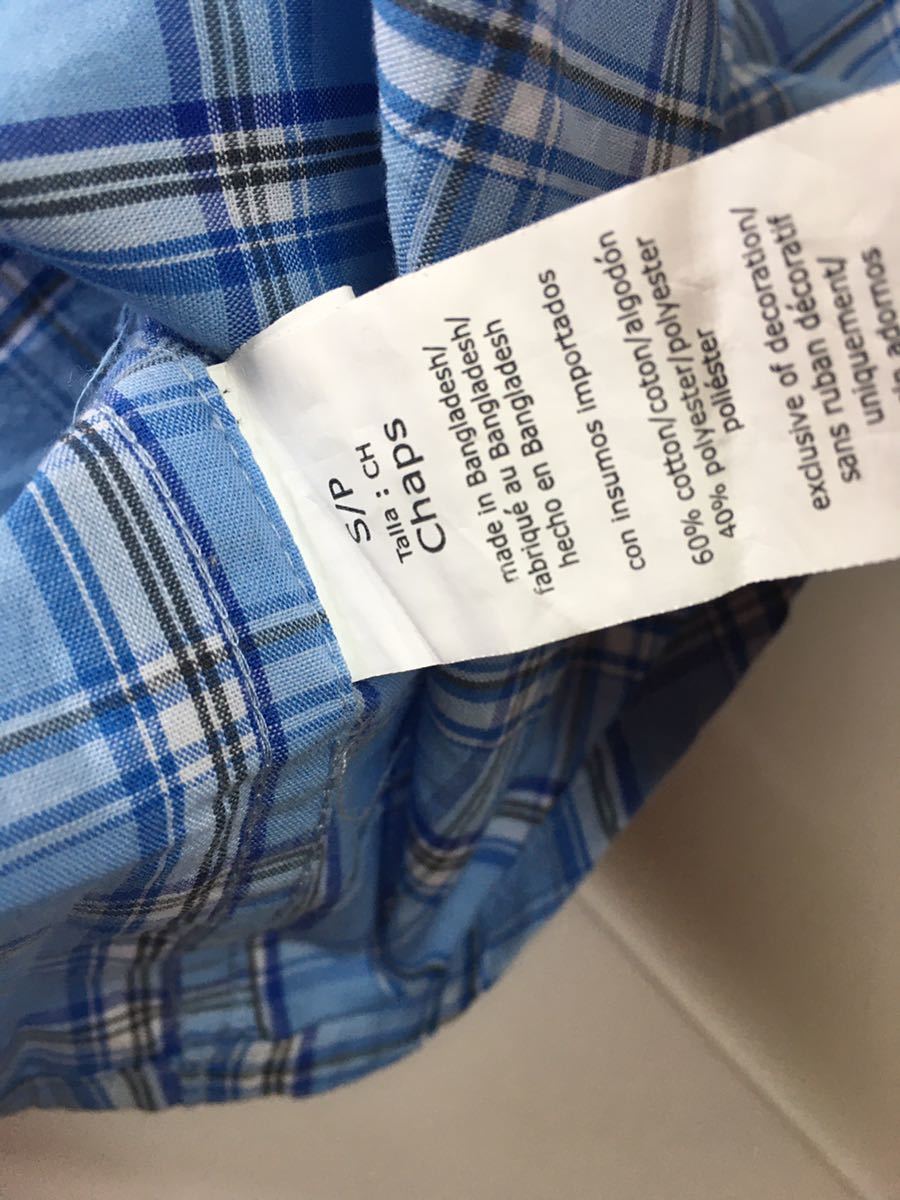 S/P
Talla : CH
Chaps
made in Bangladesh/
fabriqué au Bangladesh/
hecho en Bangladesh
con insumos importados
60% cotton/coton/algodón
40% polyester/polyester/
poliéster
exclusive of decoration/
sans ruban décoratif
uniquement/
adornos